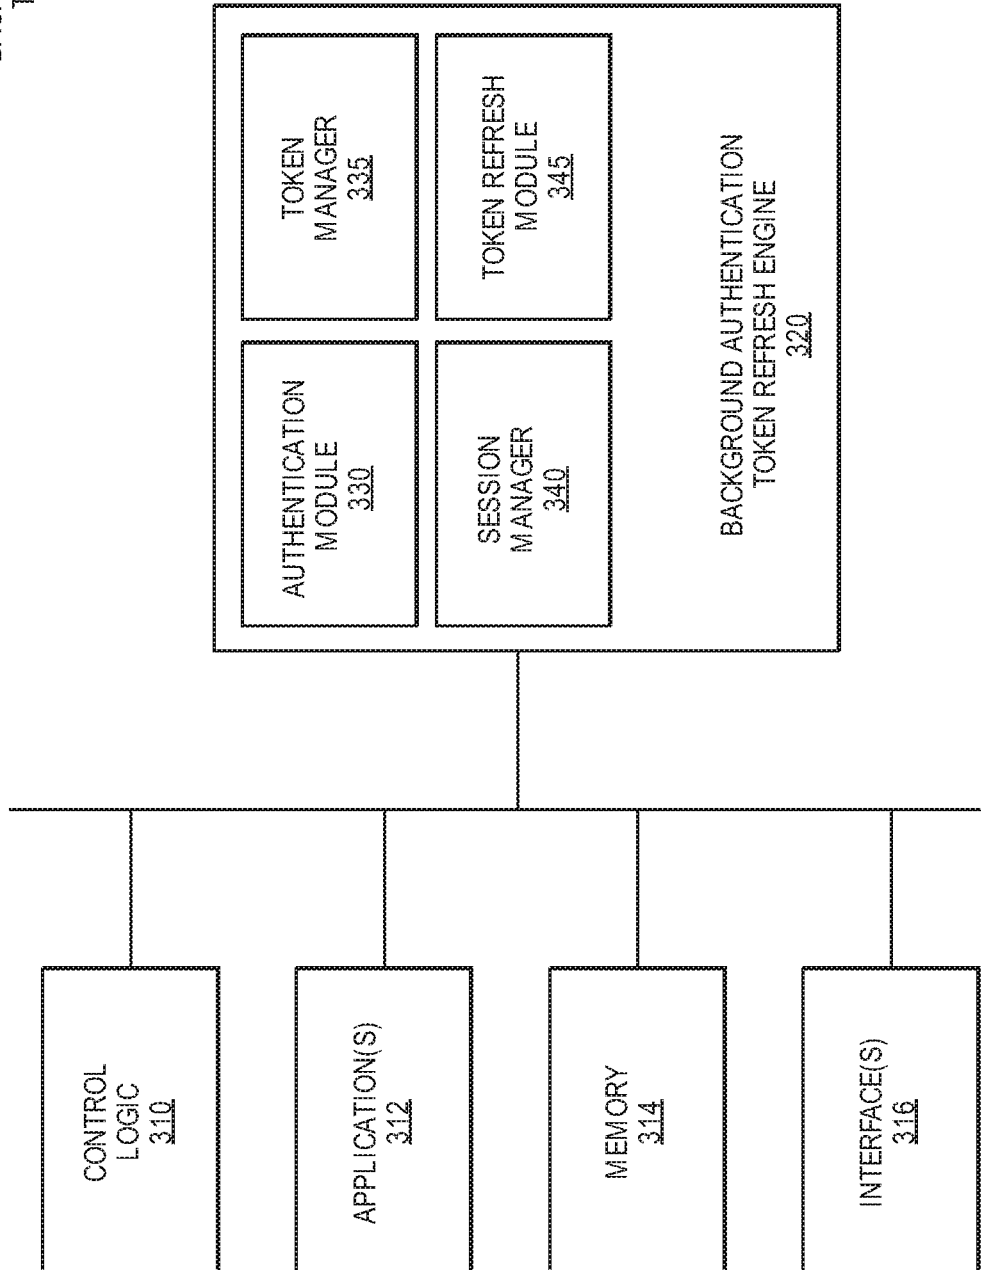 CONTROL
LOGIC
310
APPLICATION(S)
312
MEMORY
314
INTERFACE(S)
316
AUTHENTICATION
MODULE
330
TOKEN
MANAGER
335
SESSION
MANAGER
340
TOKEN REFRESH
MODULE
345
BACKGROUND AUTHENTICATION
TOKEN REFRESH ENGINE
320